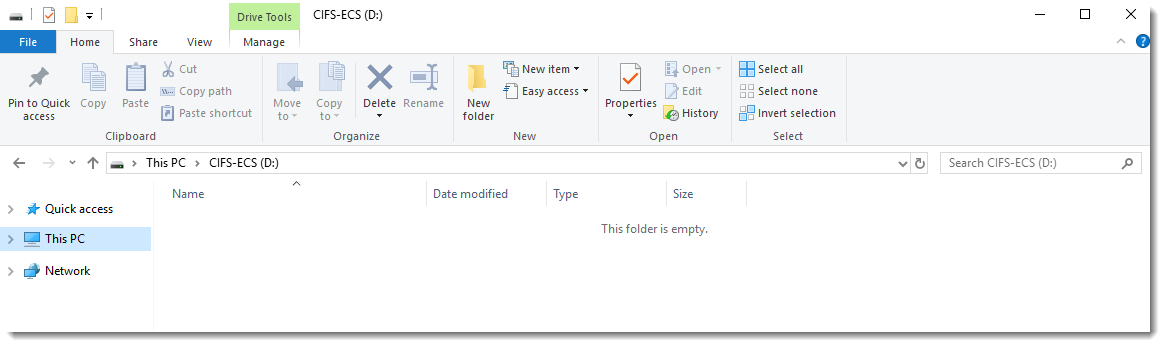 Drive Tools CIFS-ECS (D:)
File Home Share View Manage
Pin to Quick access
Copy
Paste
Cut
Copy path
Paste shortcut
Clipboard
Move to
Copy to
Delete
Rename
Organize
New folder
New item
Easy access
New
Properties
Open
Edit
History
Open
Select all
Select none
Invert selection
Select
This PC > CIFS-ECS (D:)
Search CIFS-ECS (D:)
Name Date modified Type Size
Quick access
This PC
Network
This folder is empty.